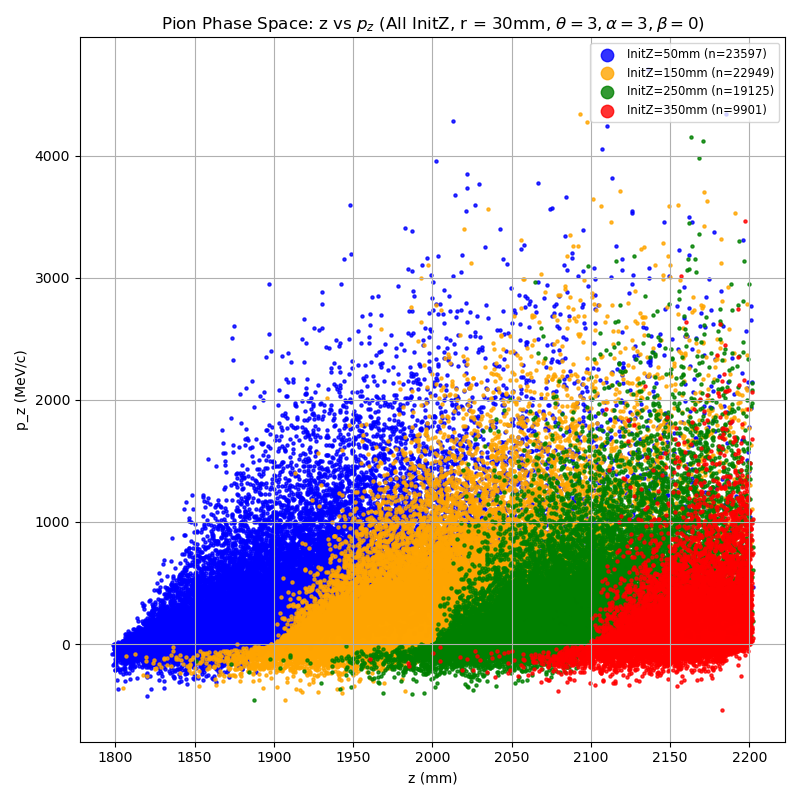 Pion Phase Space: z vs p_z (All InitZ, r = 30mm, θ = 3, α = 3, β = 0)
InitZ=50mm (n=23597)
InitZ=150mm (n=22949)
InitZ=250mm (n=19125)
InitZ=350mm (n=9901)
4000
3000
2000
1000
0
p_z (MeV/c)
1800 1850 1900 1950 2000 2050 2100 2150 2200
z (mm)